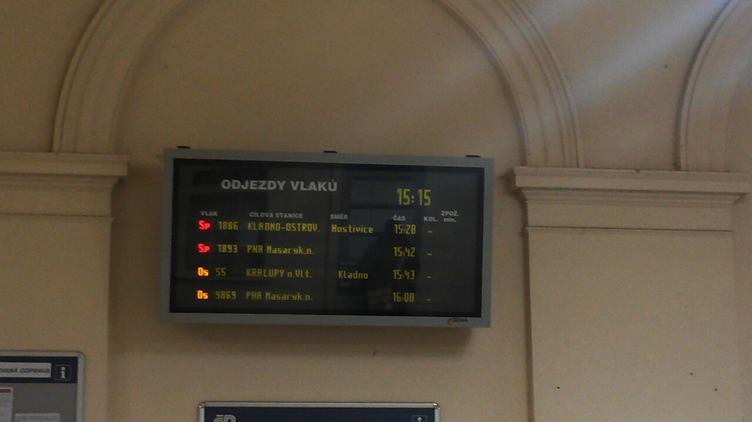 ODJEZDY VLAKŮ 15:15
VLAK CÍLOVÁ STANICE SMĚR ČAS KOL. ZPOŽ. min.
Sp 1886 KLADNO-OSTROV. Hostivice 15:28 -
Sp 1893 PHA Masaryk.n. 15:42 -
Os 55 KRALUPY n.Vlt. Kladno 15:43 -
Os 9869 PHA Masaryk.n. 16:00 -
ČD